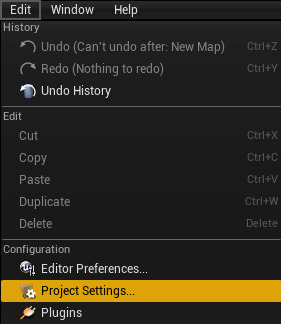 Edit Window Help
History
Undo (Can't undo after: New Map) Ctrl+Z
Redo (Nothing to redo) Ctrl+Y
Undo History
Edit
Cut Ctrl+X
Copy Ctrl+C
Paste Ctrl+V
Duplicate Ctrl+W
Delete Delete
Configuration
Editor Preferences...
Project Settings...
Plugins